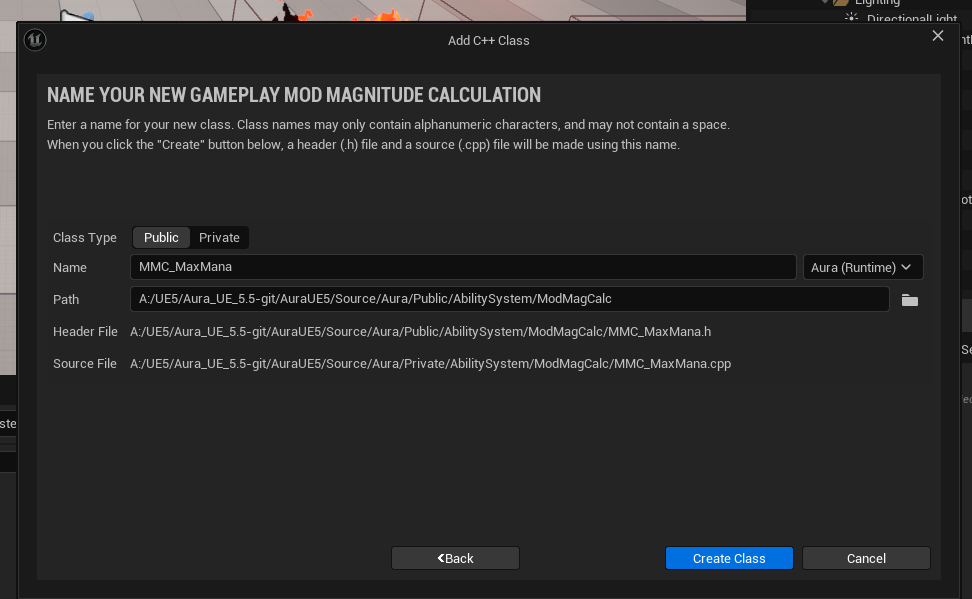 Lighting
DirectionalLight
Add C++ Class
NAME YOUR NEW GAMEPLAY MOD MAGNITUDE CALCULATION
Enter a name for your new class. Class names may only contain alphanumeric characters, and may not contain a space.
When you click the "Create" button below, a header (.h) file and a source (.cpp) file will be made using this name.
Class Type Public Private
Name MMC_MaxMana Aura (Runtime)
Path A:/UE5/Aura_UE_5.5-git/AuraUE5/Source/Aura/Public/AbilitySystem/ModMagCalc
Header File A:/UE5/Aura_UE_5.5-git/AuraUE5/Source/Aura/Public/AbilitySystem/ModMagCalc/MMC_MaxMana.h
Source File A:/UE5/Aura_UE_5.5-git/AuraUE5/Source/Aura/Private/AbilitySystem/ModMagCalc/MMC_MaxMana.cpp
Back Create Class Cancel